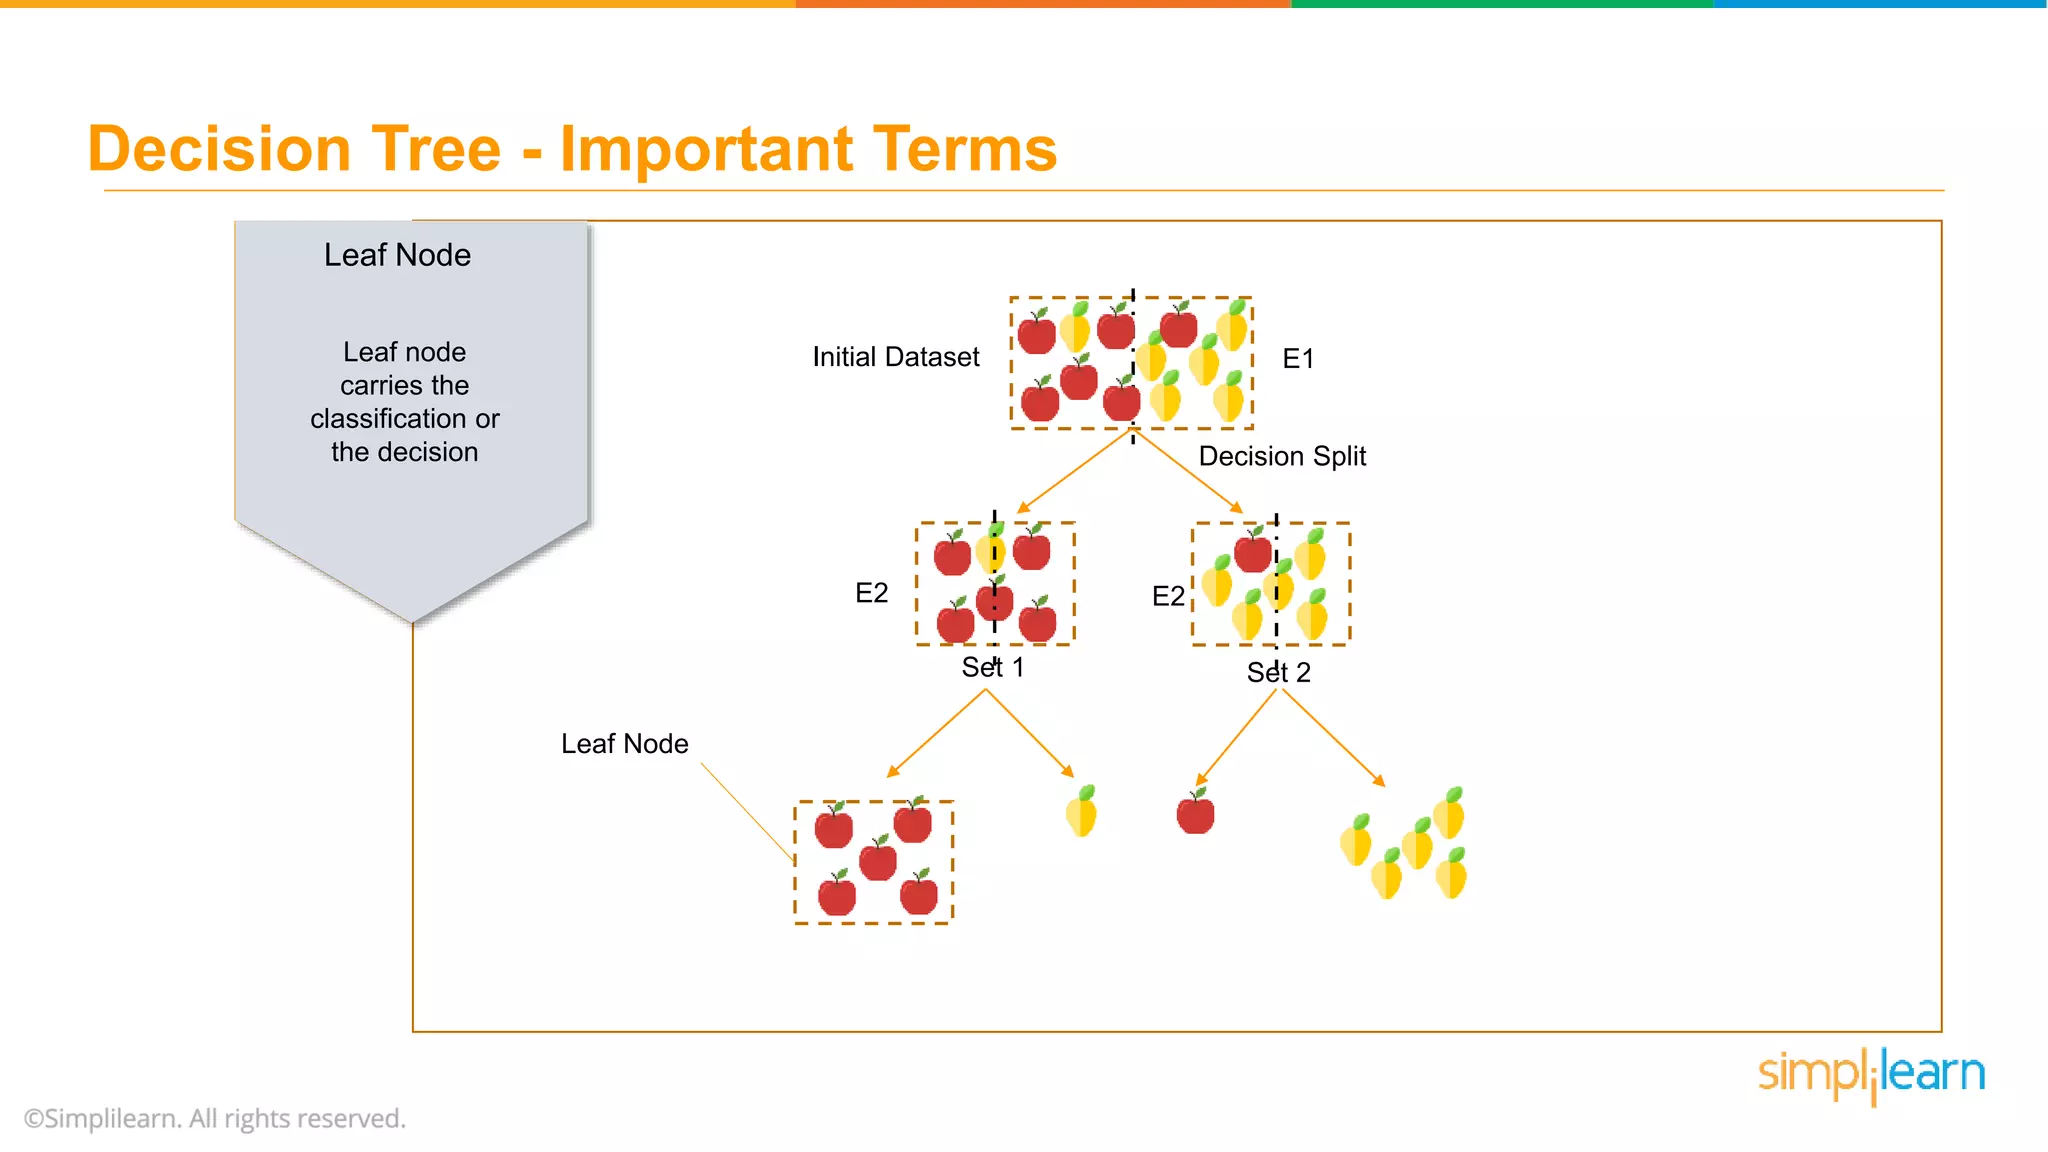 Decision Tree - Important Terms
Leaf Node
Leaf node
carries the
classification or
the decision
Initial Dataset
E1
Decision Split
E2
E2
Set 1
Set 2
Leaf Node
simplilearn
©Simplilearn. All rights reserved.